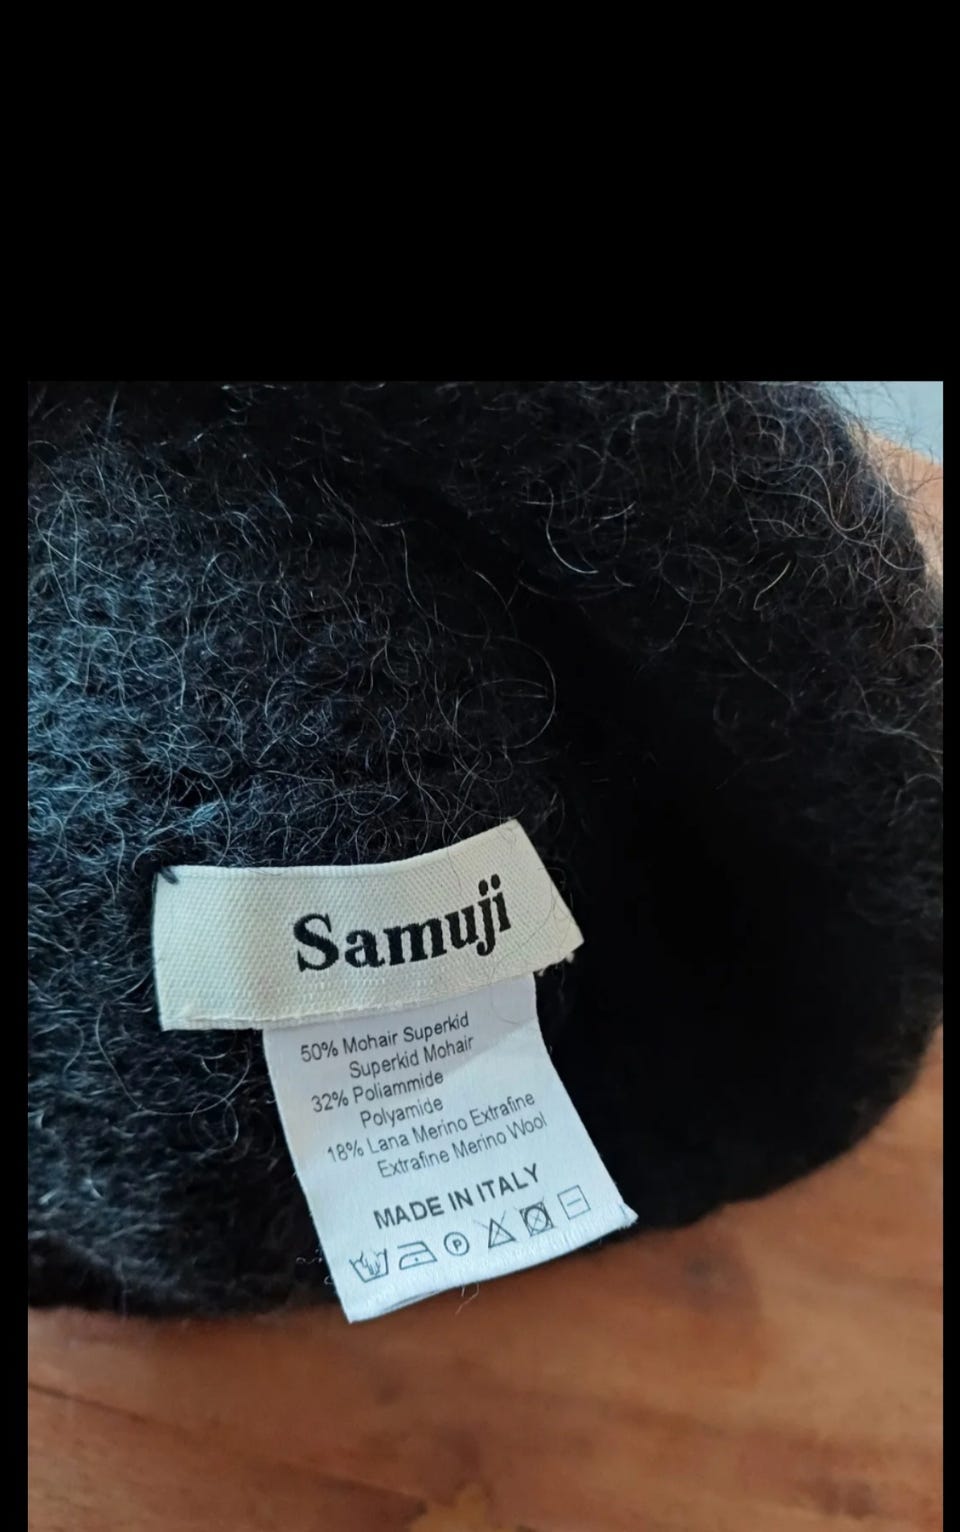 Samuji
50% Mohair Superkid
Superkid Mohair
32% Poliammide
Polyamide
18% Lana Merino Extrafine
Extrafine Merino Wool
MADE IN ITALY
P